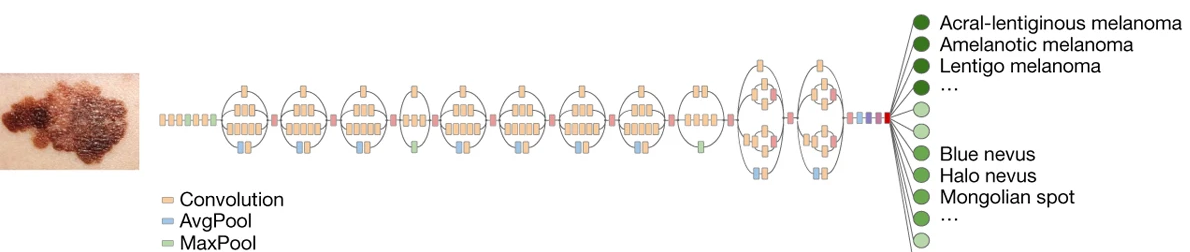 Acral-lentiginous melanoma
Amelanotic melanoma
Lentigo melanoma
...
Blue nevus
Halo nevus
Mongolian spot
...
Convolution
AvgPool
MaxPool